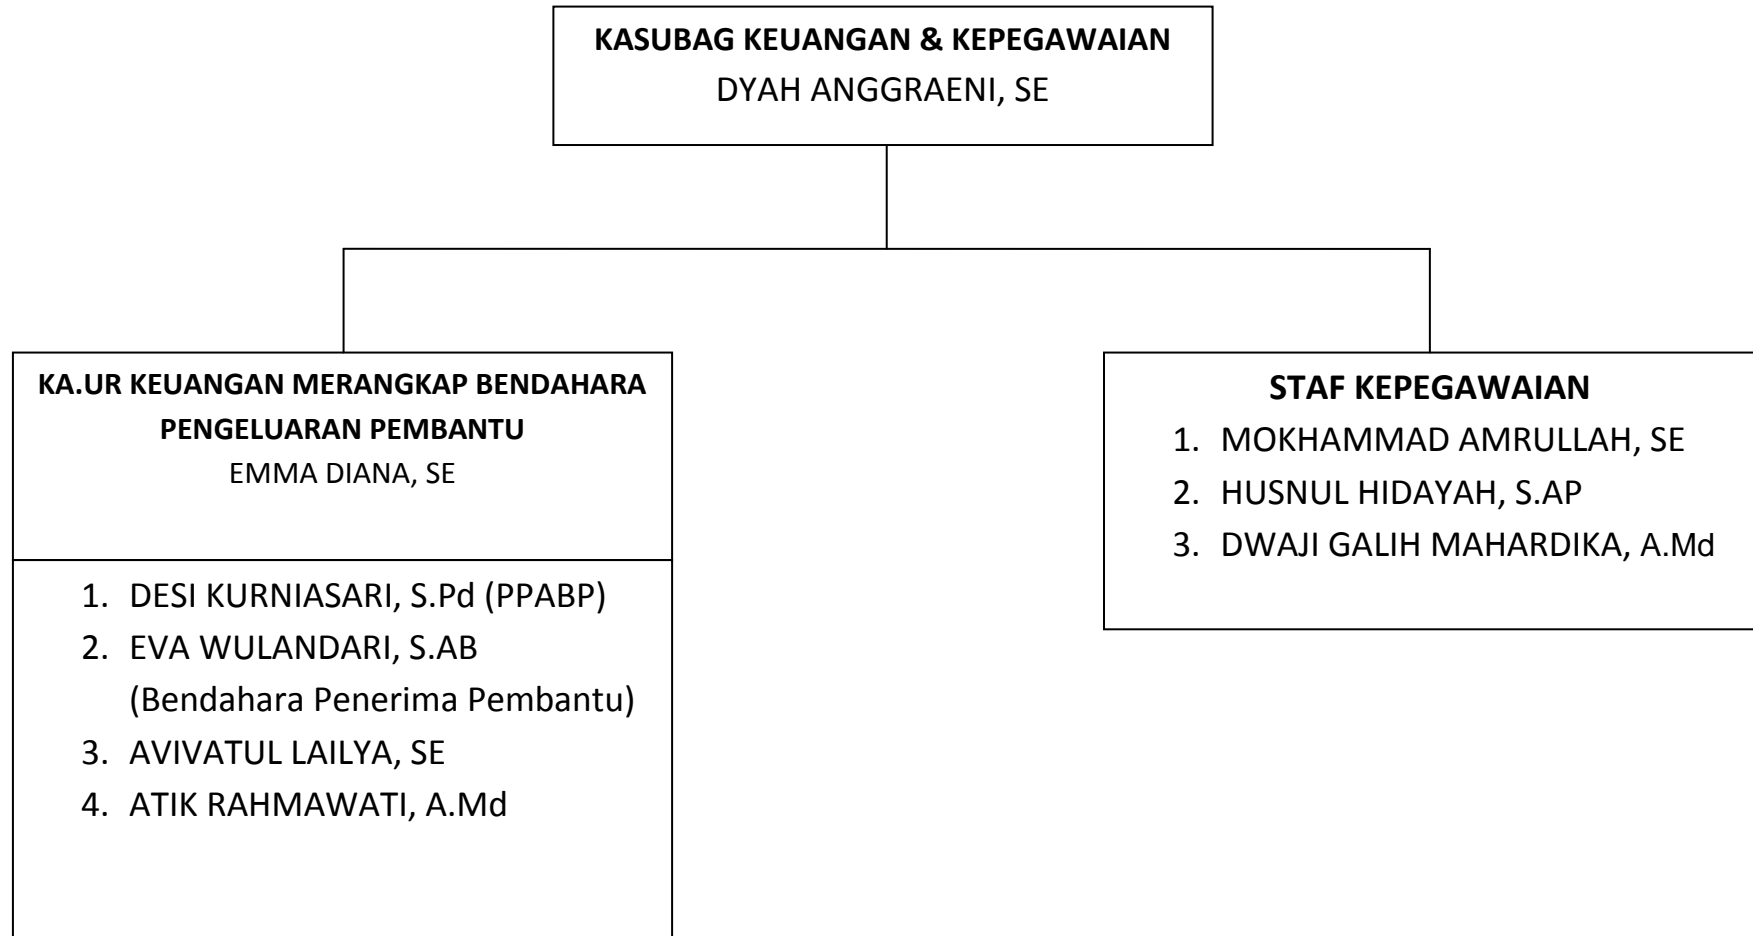 KASUBAG KEUANGAN & KEPEGAWAIAN
DYAH ANGGRAENI, SE
KA.UR KEUANGAN MERANGKAP BENDAHARA
PENGELUARAN PEMBANTU
EMMA DIANA, SE
1. DESI KURNIASARI, S.Pd (PPABP)
2. EVA WULANDARI, S.AB
(Bendahara Penerima Pembantu)
3. AVIVATUL LAILYA, SE
4. ATIK RAHMAWATI, A.Md
STAF KEPEGAWAIAN
1. MOKHAMMAD AMRULLAH, SE
2. HUSNUL HIDAYAH, S.AP
3. DWAJI GALIH MAHARDIKA, A.Md